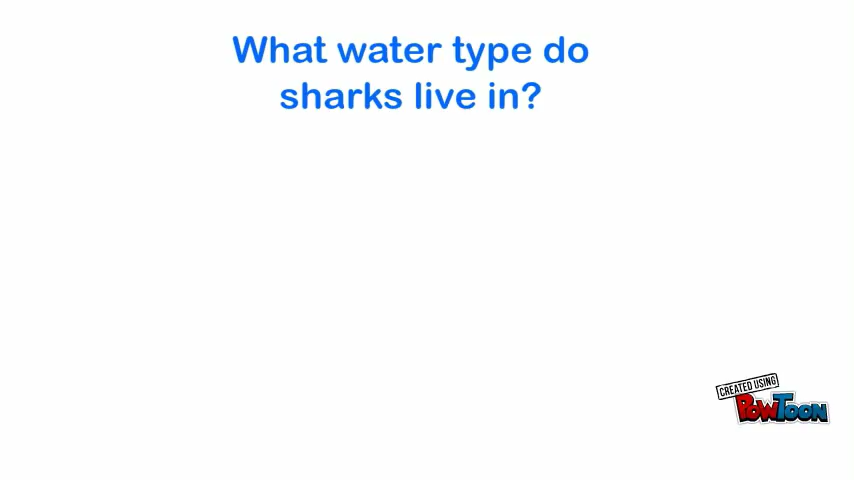 What water type do
sharks live in?
CREATED USING
POWTOON